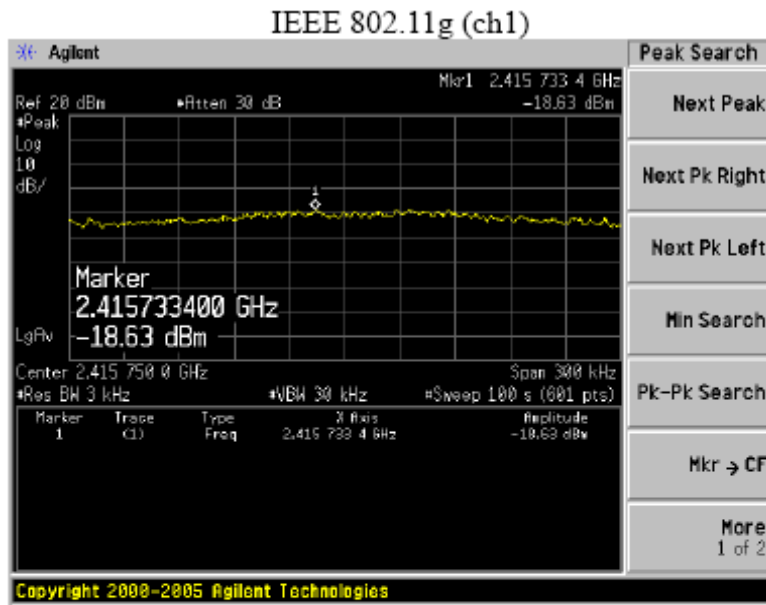 IEEE 802.11g (ch1)
Agilent
Peak Search
Mkr1 2.415 733 4 GHz
Ref 20 dBm #Atten 30 dB -18.63 dBm
#Peak
Log
10
dB/
1
Marker
2.415733400 GHz
-18.63 dBm
LgAv
Center 2.415 750 0 GHz Span 300 kHz
#Res BW 3 kHz #VBW 30 kHz #Sweep 100 s (601 pts)
Marker Trace Type X Axis Amplitude
1 (1) Freq 2.415 733 4 GHz -18.63 dBm
Next Peak
Next Pk Right
Next Pk Left
Min Search
Pk-Pk Search
Mkr → CF
More
1 of 2
Copyright 2000-2005 Agilent Technologies